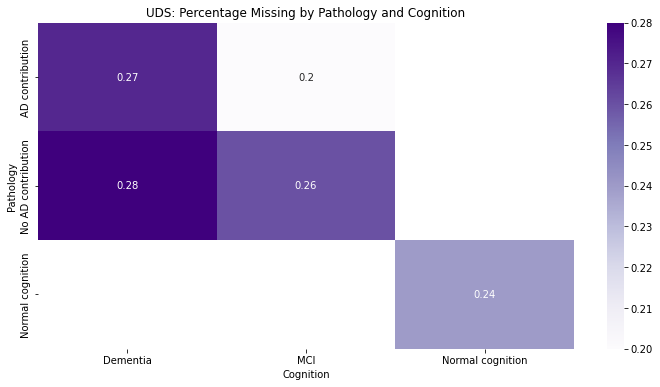 UDS: Percentage Missing by Pathology and Cognition
Pathology
AD contribution
No AD contribution
Normal cognition
0.27
0.2
0.28
0.26
0.24
Dementia
MCI
Normal cognition
Cognition
0.28
0.27
0.26
0.25
0.24
0.23
0.22
0.21
0.20